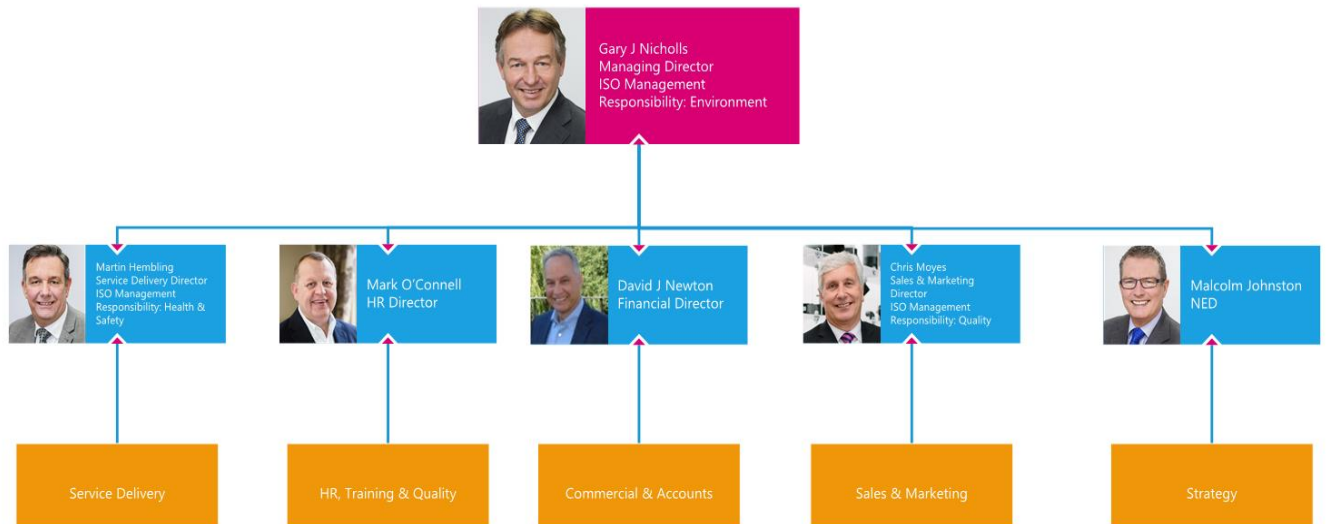 Gary J Nicholls
Managing Director
ISO Management
Responsibility: Environment
Martin Hembling
Service Delivery Director
ISO Management
Responsibility: Health &
Safety
Mark O'Connell
HR Director
David J Newton
Financial Director
Chris Moyes
Sales & Marketing
Director
ISO Management
Responsibility: Quality
Malcolm Johnston
NED
Service Delivery
HR, Training & Quality
Commercial & Accounts
Sales & Marketing
Strategy